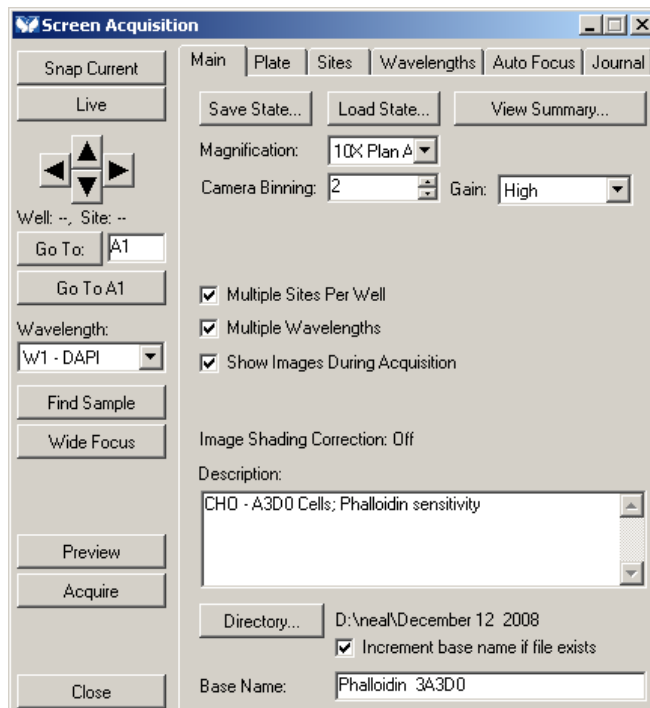 Screen Acquisition
Snap Current
Live
Well: --, Site: --
Go To: A1
Go To A1
Wavelength:
W1 - DAPI
Find Sample
Wide Focus
Preview
Acquire
Close
Main Plate Sites Wavelengths Auto Focus Journal
Save State... Load State... View Summary...
Magnification: 10X Plan A
Camera Binning: 2 Gain: High
Multiple Sites Per Well
Multiple Wavelengths
Show Images During Acquisition
Image Shading Correction: Off
Description:
CHO - A3D0 Cells; Phalloidin sensitivity
Directory... D:\neal\December 12 2008
Increment base name if file exists
Base Name: Phalloidin 3A3D0